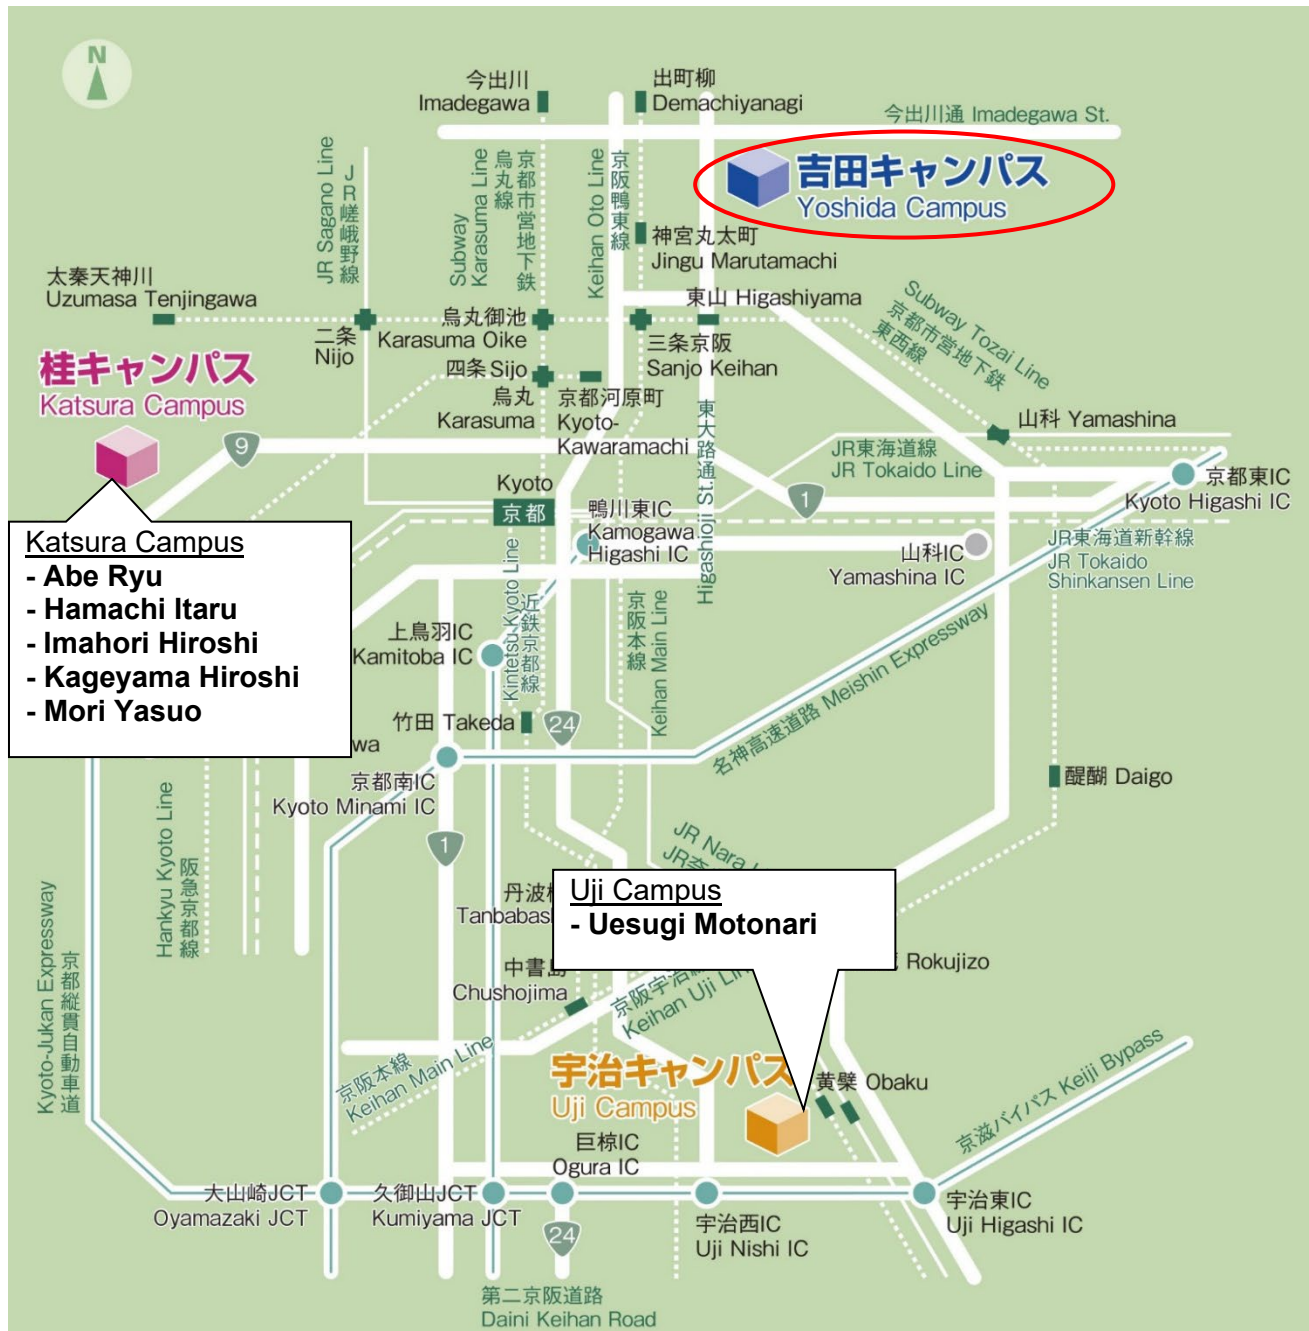 N
今出川
Imadegawa
出町柳
Demachiyanagi
今出川通 Imadegawa St.
吉田キャンパス
Yoshida Campus
JR Sagano Line
JR嵯峨野線
Subway
Karasuma Line
京都市営地下鉄
烏丸線
Keihan Oto Line
京阪鴨東線
神宮丸太町
Jingu Marutamachi
太秦天神川
Uzumasa Tenjingawa
二条
Nijo
烏丸御池
Karasuma Oike
東山 Higashiyama
三条京阪
Sanjo Keihan
Subway Tozai Line
京都市営地下鉄
東西線
桂キャンパス
Katsura Campus
四条 Sijo
烏丸
Karasuma
京都河原町
Kyoto-
Kawaramachi
東大路通
Higashioji St.
山科 Yamashina
JR東海道線
JR Tokaido Line
9
1
京都東IC
Kyoto Higashi IC
Kyoto
京都
鴨川東IC
Kamogawa
Higashi IC
山科IC
Yamashina IC
JR東海道新幹線
JR Tokaido
Shinkansen Line
Katsura Campus
- Abe Ryu
- Hamachi Itaru
- Imahori Hiroshi
- Kageyama Hiroshi
- Mori Yasuo
上鳥羽IC
Kamitoba IC
Kintetsu Kyoto Line
近鉄京都線
京阪本線
Keihan Main Line
竹田 Takeda
24
wa
名神高速道路 Meishin Expressway
京都南IC
Kyoto Minami IC
醍醐 Daigo
1
Hankyu Kyoto Line
阪急京都線
JR Nara
JR奈
Uji Campus
- Uesugi Motonari
丹波
Tanbabas
中書島
Chushojima
Rokujizo
京阪宇治線
Keihan Uji Line
Kyoto-Jukan Expressway
京都縦貫自動車道
京阪本線
Keihan Main Line
宇治キャンパス
Uji Campus
黄檗 Obaku
京滋バイパス Keiji Bypass
巨椋IC
Ogura IC
大山崎JCT
Oyamazaki JCT
久御山JCT
Kumiyama JCT
24
宇治西IC
Uji Nishi IC
宇治東IC
Uji Higashi IC
第二京阪道路
Daini Keihan Road